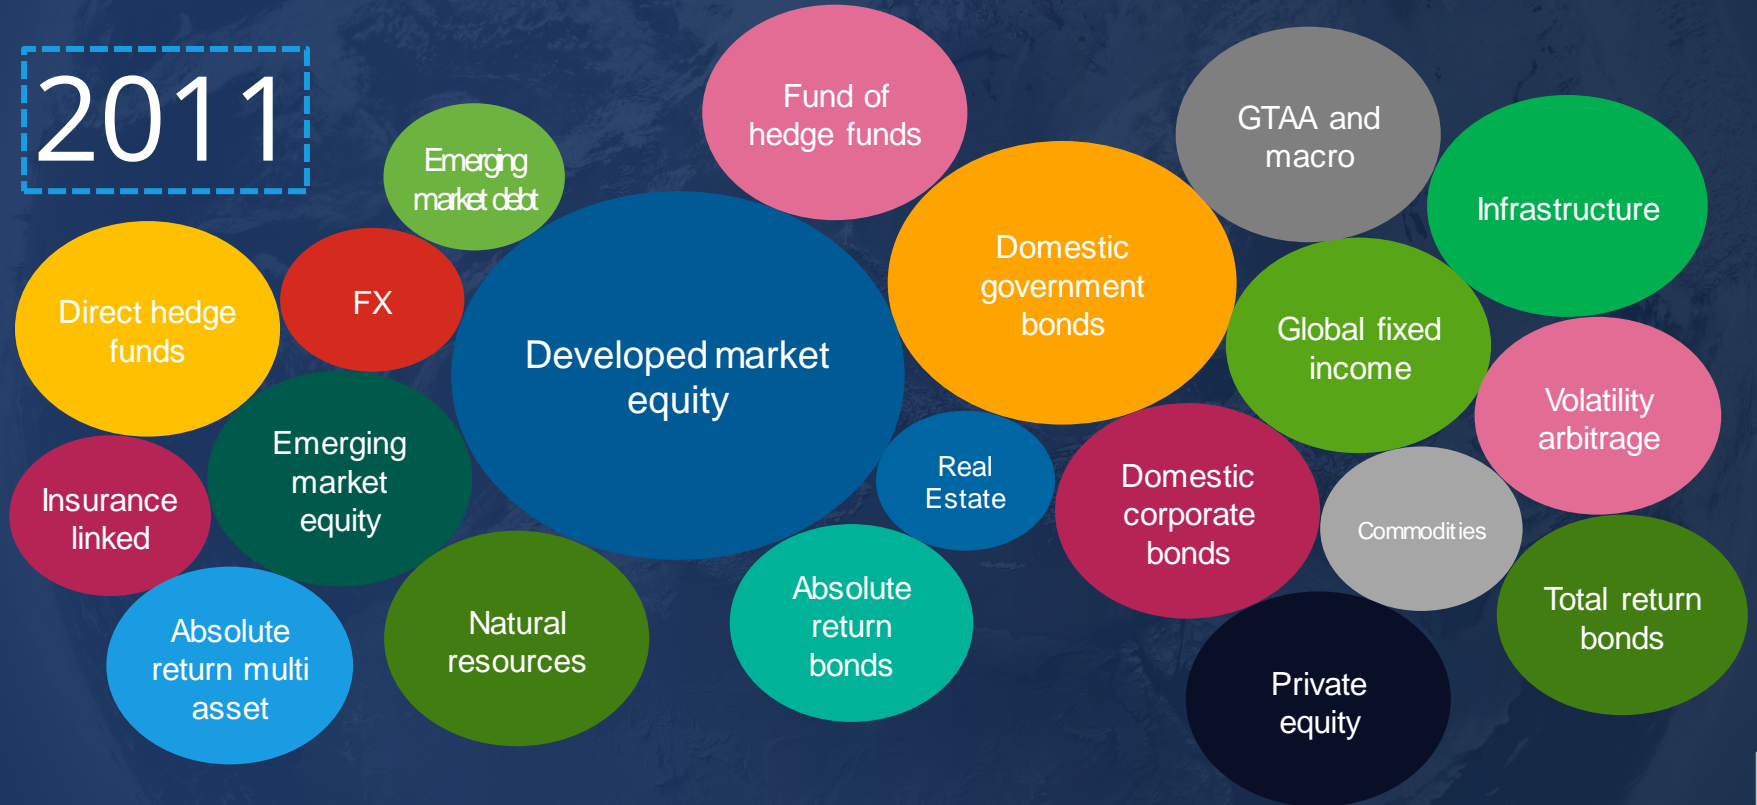 2011
Fund of
hedge funds
GTAA and
macro
Emerging
market debt
Infrastructure
Domestic
government
bonds
Direct hedge
funds
FX
Developed market
equity
Global fixed
income
Volatility
arbitrage
Emerging
market
equity
Insurance
linked
Real
Estate
Domestic
corporate
bonds
Commodities
Absolute
return multi
asset
Natural
resources
Absolute
return
bonds
Total return
bonds
Private
equity